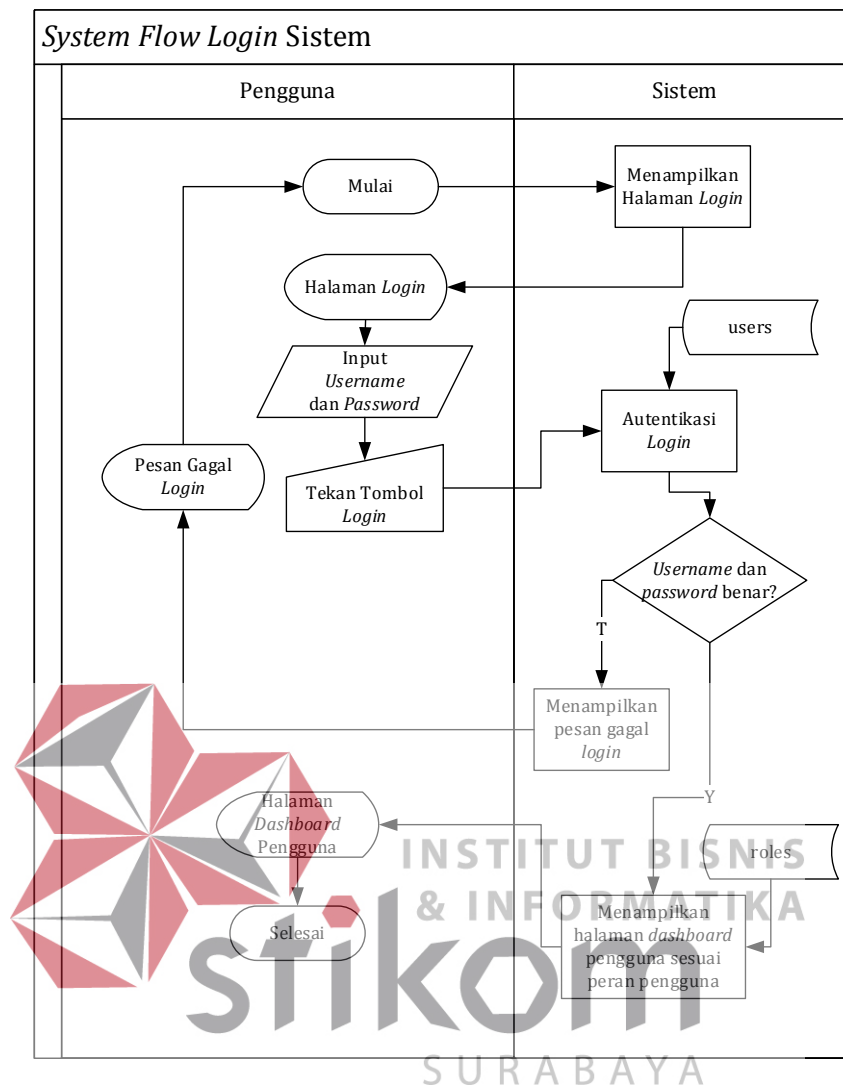 System Flow Login Sistem
Pengguna
Sistem
Mulai
Menampilkan
Halaman Login
Halaman Login
users
Input
Username
dan Password
Autentikasi
Login
Pesan Gagal
Login
Tekan Tombol
Login
Username dan
password benar?
T
Menampilkan
pesan gagal
login
Y
Halaman
Dashboard
Pengguna
roles
Menampilkan
halaman dashboard
pengguna sesuai
peran pengguna
Selesai
INSTITUT BISNIS
& INFORMATIKA
stikom
SURABAYA